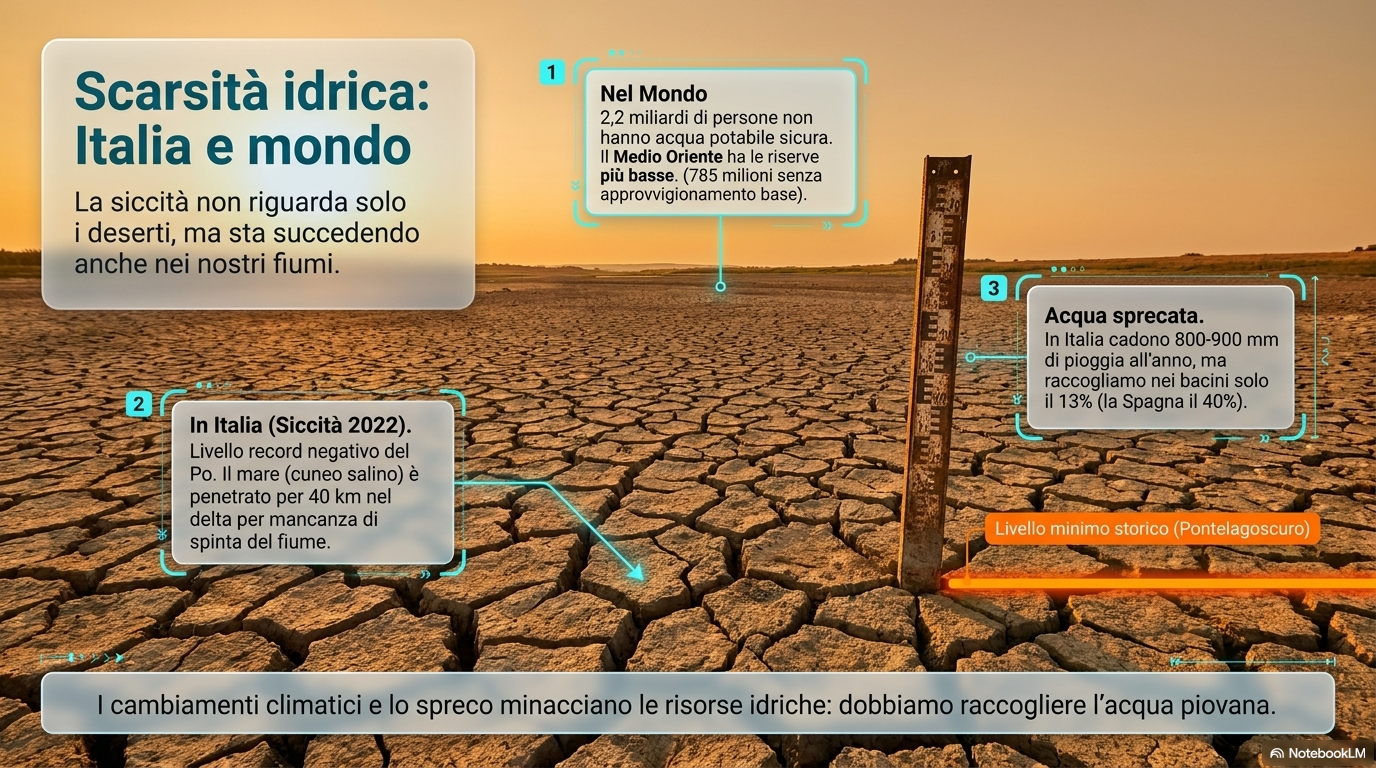 Scarsità idrica:
Italia e mondo
La siccità non riguarda solo
i deserti, ma sta succedendo
anche nei nostri fiumi.
1
Nel Mondo
2,2 miliardi di persone non
hanno acqua potabile sicura.
Il Medio Oriente ha le riserve
più basse. (785 milioni senza
approvvigionamento base).
2
In Italia (Siccità 2022).
Livello record negativo del
Po. Il mare (cuneo salino) è
penetrato per 40 km nel
delta per mancanza di
spinta del fiume.
3
Acqua sprecata.
In Italia cadono 800-900 mm
di pioggia all'anno, ma
raccogliamo nei bacini solo
il 13% (la Spagna il 40%).
Livello minimo storico (Pontelagoscuro)
I cambiamenti climatici e lo spreco minacciano le risorse idriche: dobbiamo raccogliere l’acqua piovana.
NotebookLM